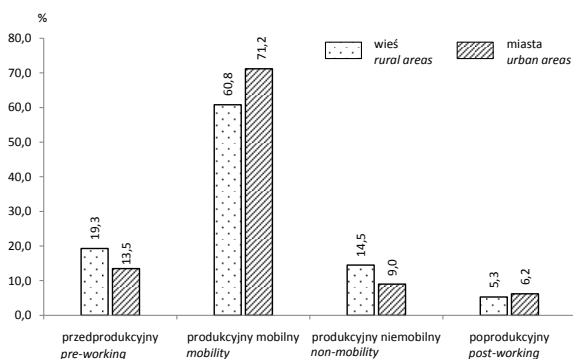 %
80,0
70,0
60,0
50,0
40,0
30,0
20,0
10,0
0,0
wieś
rural areas
miasta
urban areas
19,3
13,5
60,8
71,2
14,5
9,0
5,3
6,2
przedprodukcyjny
pre-working
produkcyjny mobilny
mobility
produkcyjny niemobilny
non-mobility
poprodukcyjny
post-working